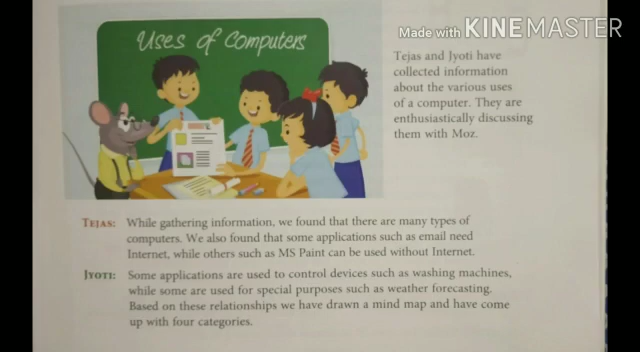 Made with KINEMASTER
Uses of Computers
Tejas and Jyoti have
collected information
about the various uses
of a computer. They are
enthusiastically discussing
them with Moz.
TEJAS: While gathering information, we found that there are many types of
computers. We also found that some applications such as email need
Internet, while others such as MS Paint can be used without Internet.
JYOTI: Some applications are used to control devices such as washing machines,
while some are used for special purposes such as weather forecasting.
Based on these relationships we have drawn a mind map and have come
up with four categories.